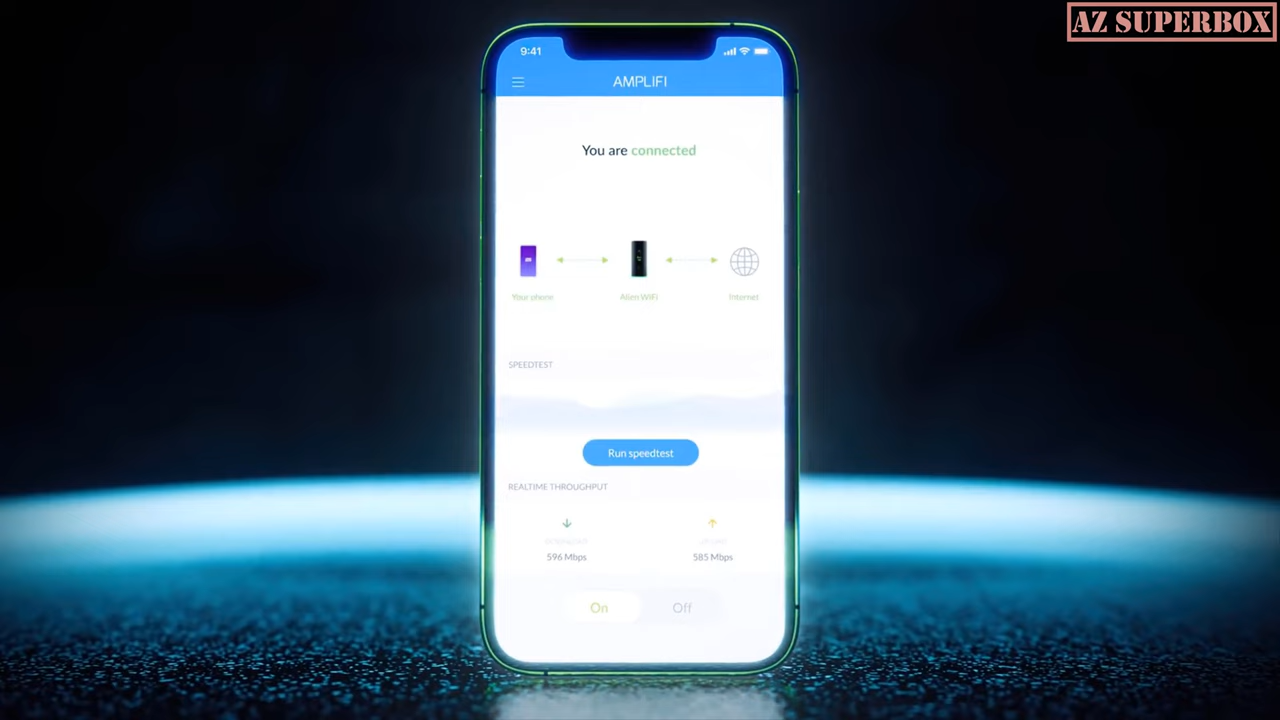 AZ SUPERBOX
9:41
AMPLIFI
You are connected
Your phone
Alien WiFi
Internet
SPEEDTEST
Run speedtest
REALTIME THROUGHPUT
596 Mbps
585 Mbps
On
Off